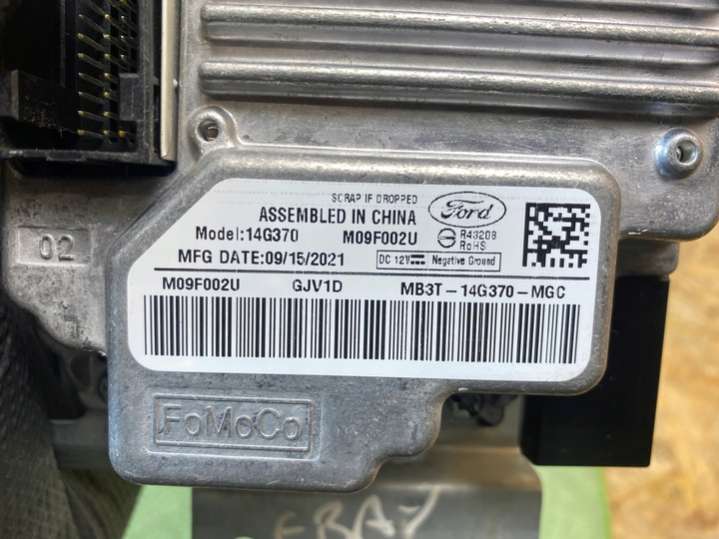 02
SCRAP IF DROPPED
ASSEMBLED IN CHINA
Ford
Model:14G370 M09F002U
R43208
RoHS
MFG DATE:09/15/2021
DC 12V Negative Ground
M09F002U GJV1D MB3T-14G370-MGC
FoMoCo
EBAY